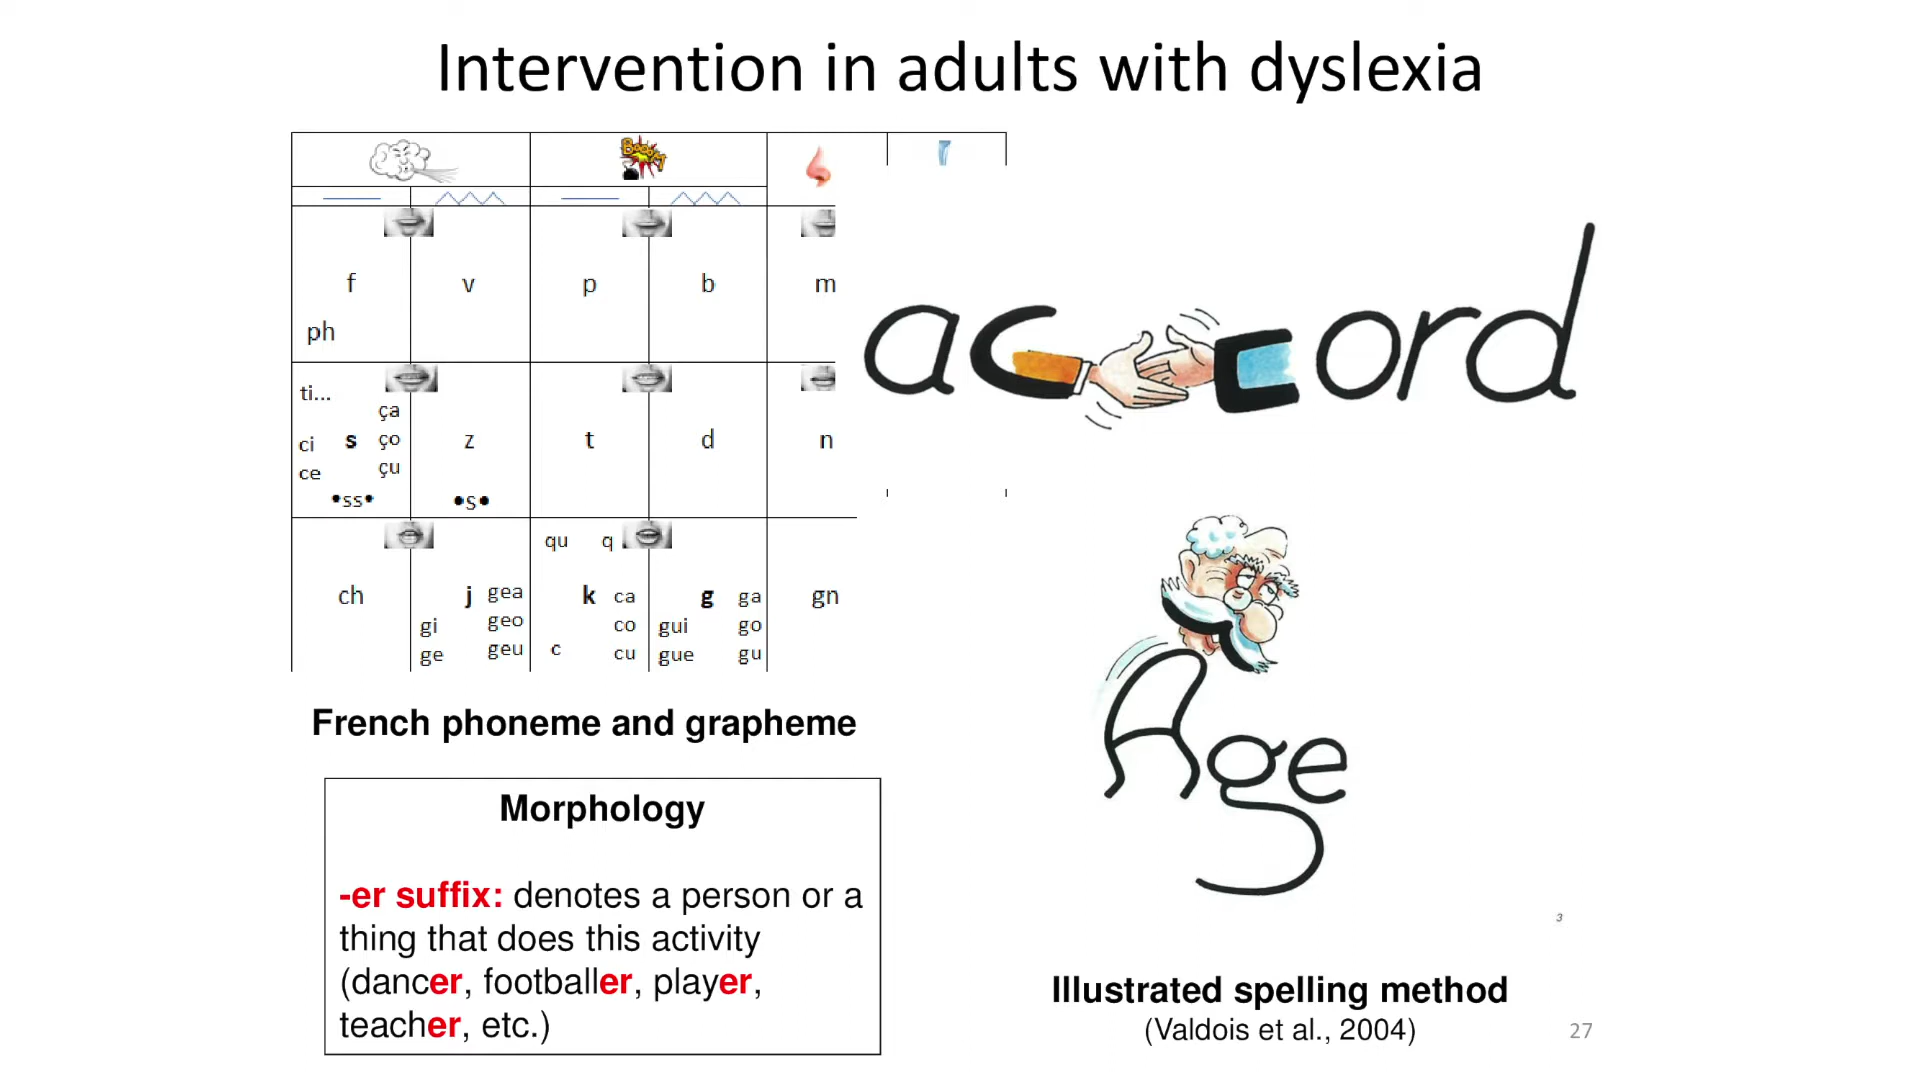 Intervention in adults with dyslexia
Boom
f v p b m
ph
ti...
ça
ci s ço z t d n
ce çu
•ss• •s•
qu q
ch j gea k ca g ga gn
gi geo co gui go
ge geu c cu gue gu
French phoneme and grapheme
Morphology
-er suffix: denotes a person or a
thing that does this activity
(dancer, footballer, player,
teacher, etc.)
accord
Age
3
Illustrated spelling method
(Valdois et al., 2004)
27